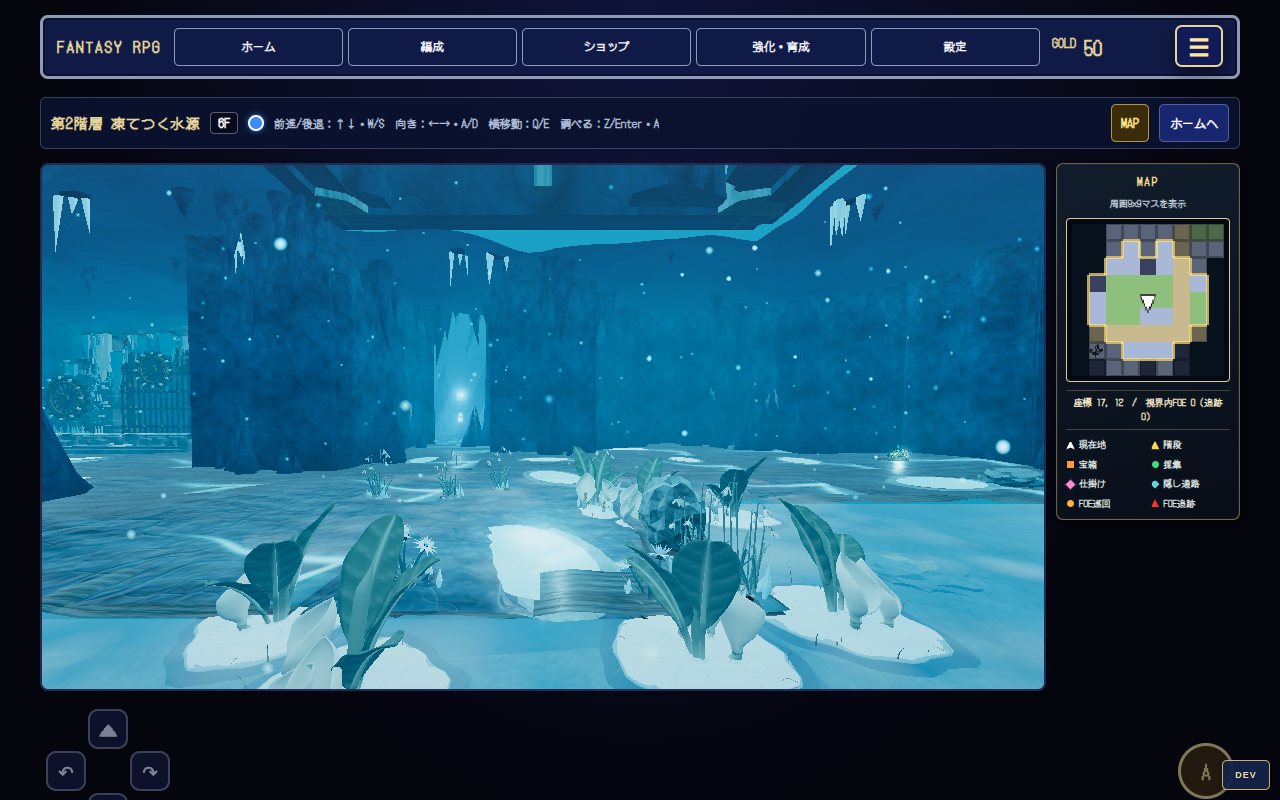 FANTASY RPG
ホーム
編成
ショップ
強化・育成
設定
GOLD 50
第2階層 凍てつく水源
6F
前進/後退：↑↓・W/S 向き：←→・A/D 横移動：Q/E 調べる：Z/Enter・A
MAP
ホームへ
MAP
周囲9x9マスを表示
座標 17, 12 / 視界内FOE 0（追跡
0）
現在地
階段
宝箱
採集
仕掛け
隠し通路
FOE巡回
FOE追跡
A
DEV